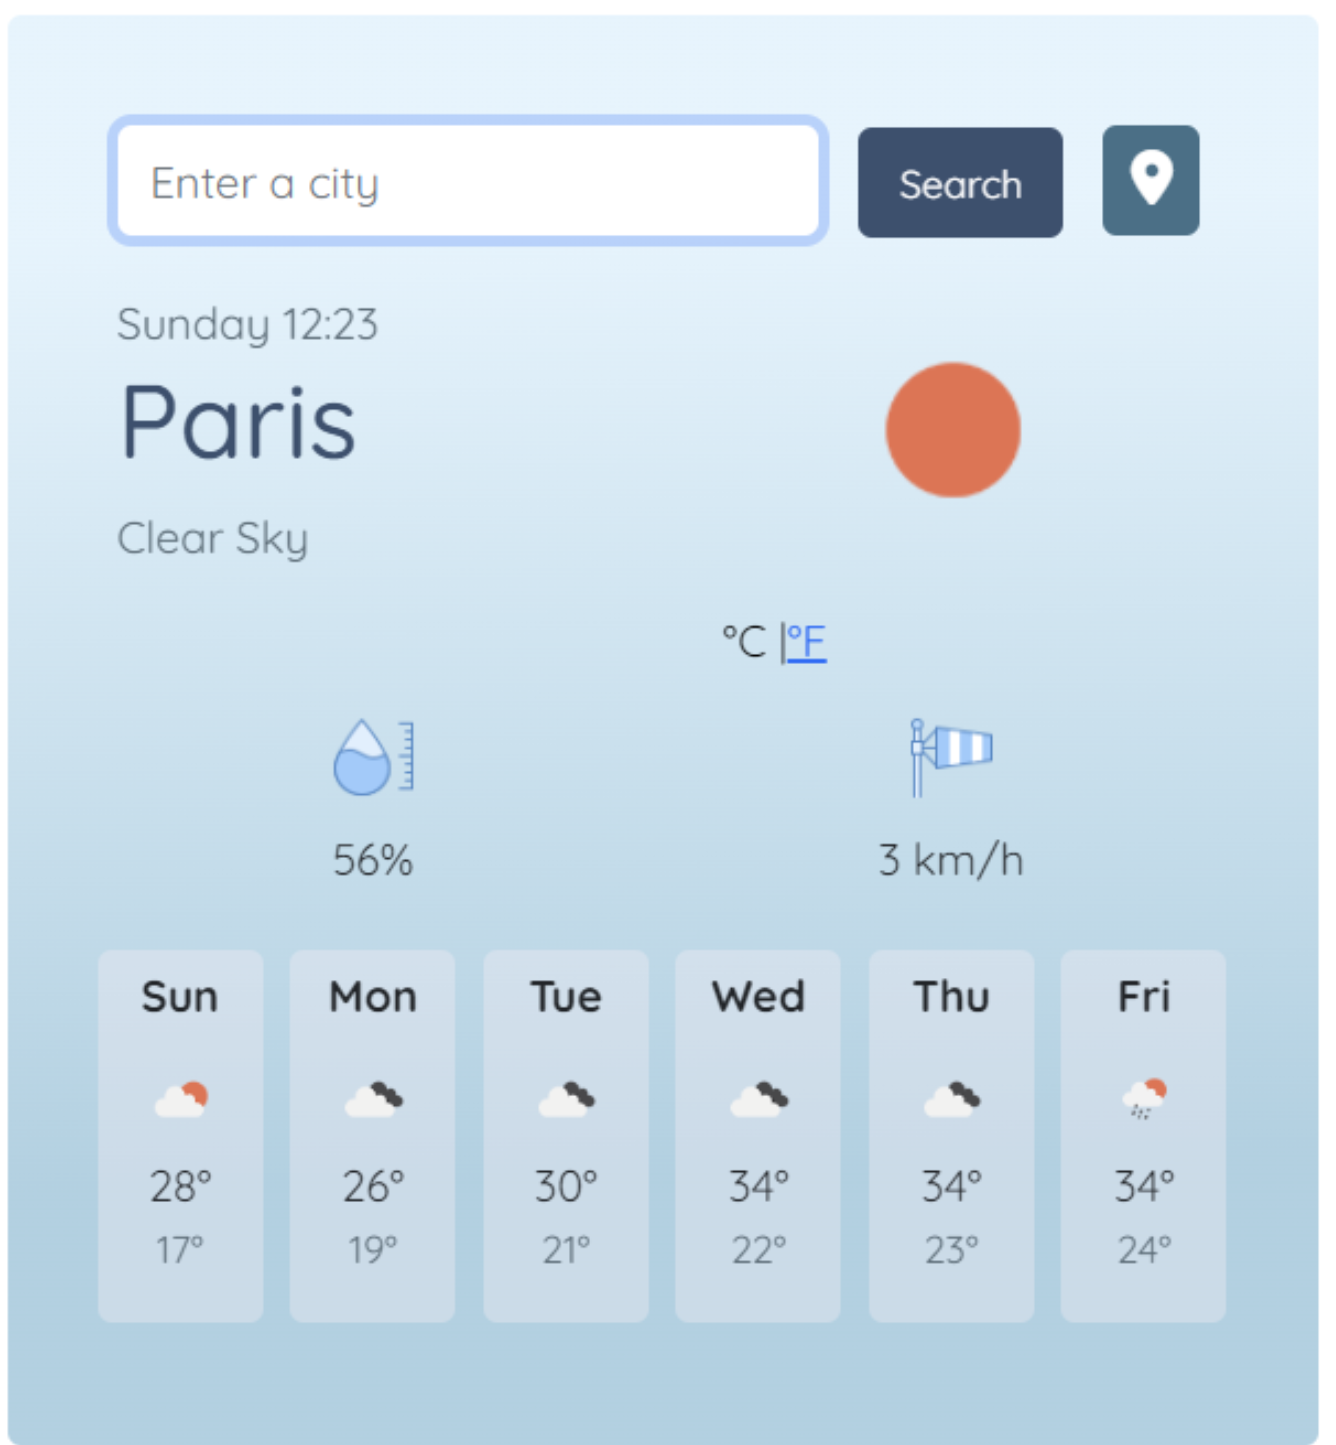 Enter a city
Search
Sunday 12:23
Paris
Clear Sky
°C |°F
56%
3 km/h
Sun Mon Tue Wed Thu Fri
28° 26° 30° 34° 34° 34°
17° 19° 21° 22° 23° 24°